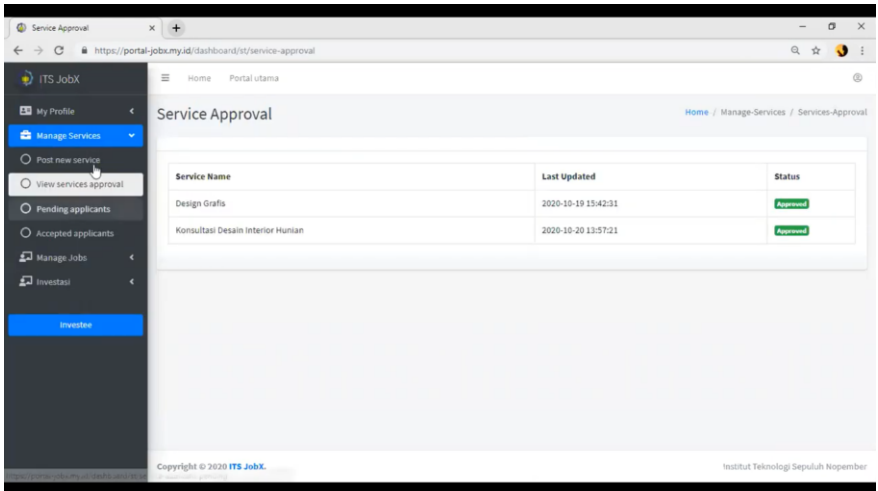 Service Approval
https://portal-jobx.my.id/dashboard/st/service-approval
ITS JobX
Home Portal utama
My Profile
Manage Services
Post new service
View services approval
Pending applicants
Accepted applicants
Manage Jobs
Investasi
Investee
Service Approval
Home / Manage-Services / Services-Approval
Service Name Last Updated Status
Design Grafis 2020-10-19 15:42:31 Approved
Konsultasi Desain Interior Hunian 2020-10-20 13:57:21 Approved
Copyright © 2020 ITS JobX.
Institut Teknologi Sepuluh Nopember